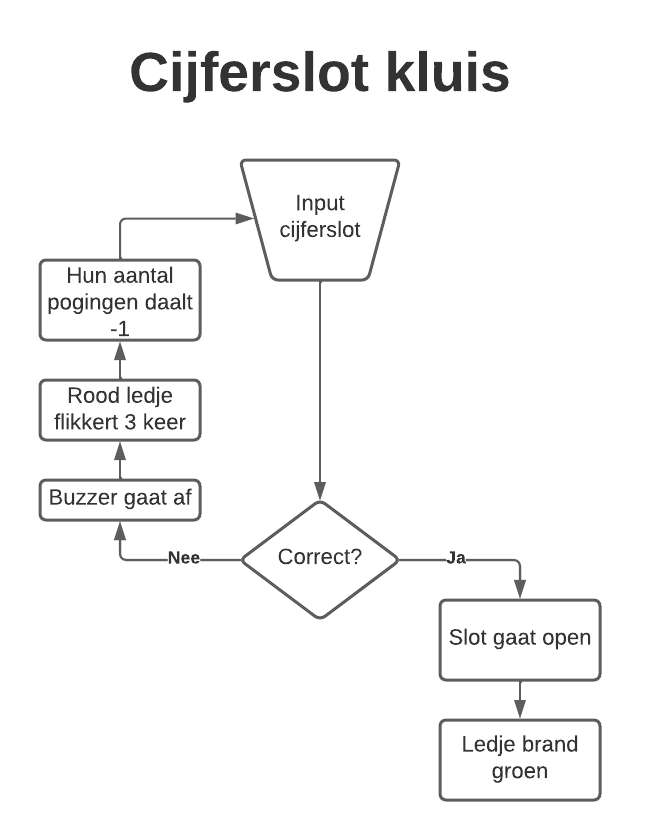 Cijferslot kluis
Input
cijferslot
Hun aantal
pogingen daalt
-1
Rood ledje
flikkert 3 keer
Buzzer gaat af
Nee
Correct?
Ja
Slot gaat open
Ledje brand
groen